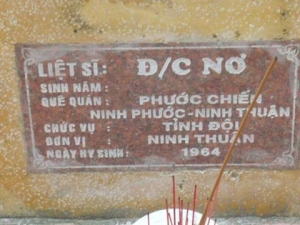 LIỆT SĨ: Đ/C NƠ
SINH NĂM:
QUÊ QUÁN: PHƯỚC CHIẾN
NINH PHƯỚC-NINH THUẬN
CHỨC VỤ: TỈNH ĐỘI
ĐƠN VỊ: NINH THUẬN
NGÀY HY SINH: 1964